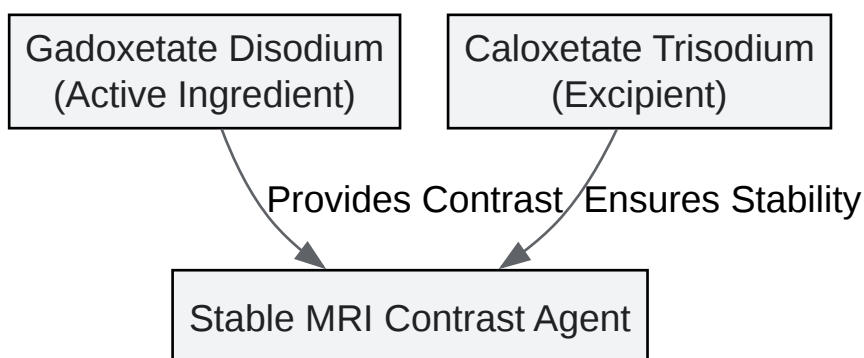 Gadoxetate Disodium
(Active Ingredient)
Caloxetate Trisodium
(Excipient)
Provides Contrast
Ensures Stability
Stable MRI Contrast Agent